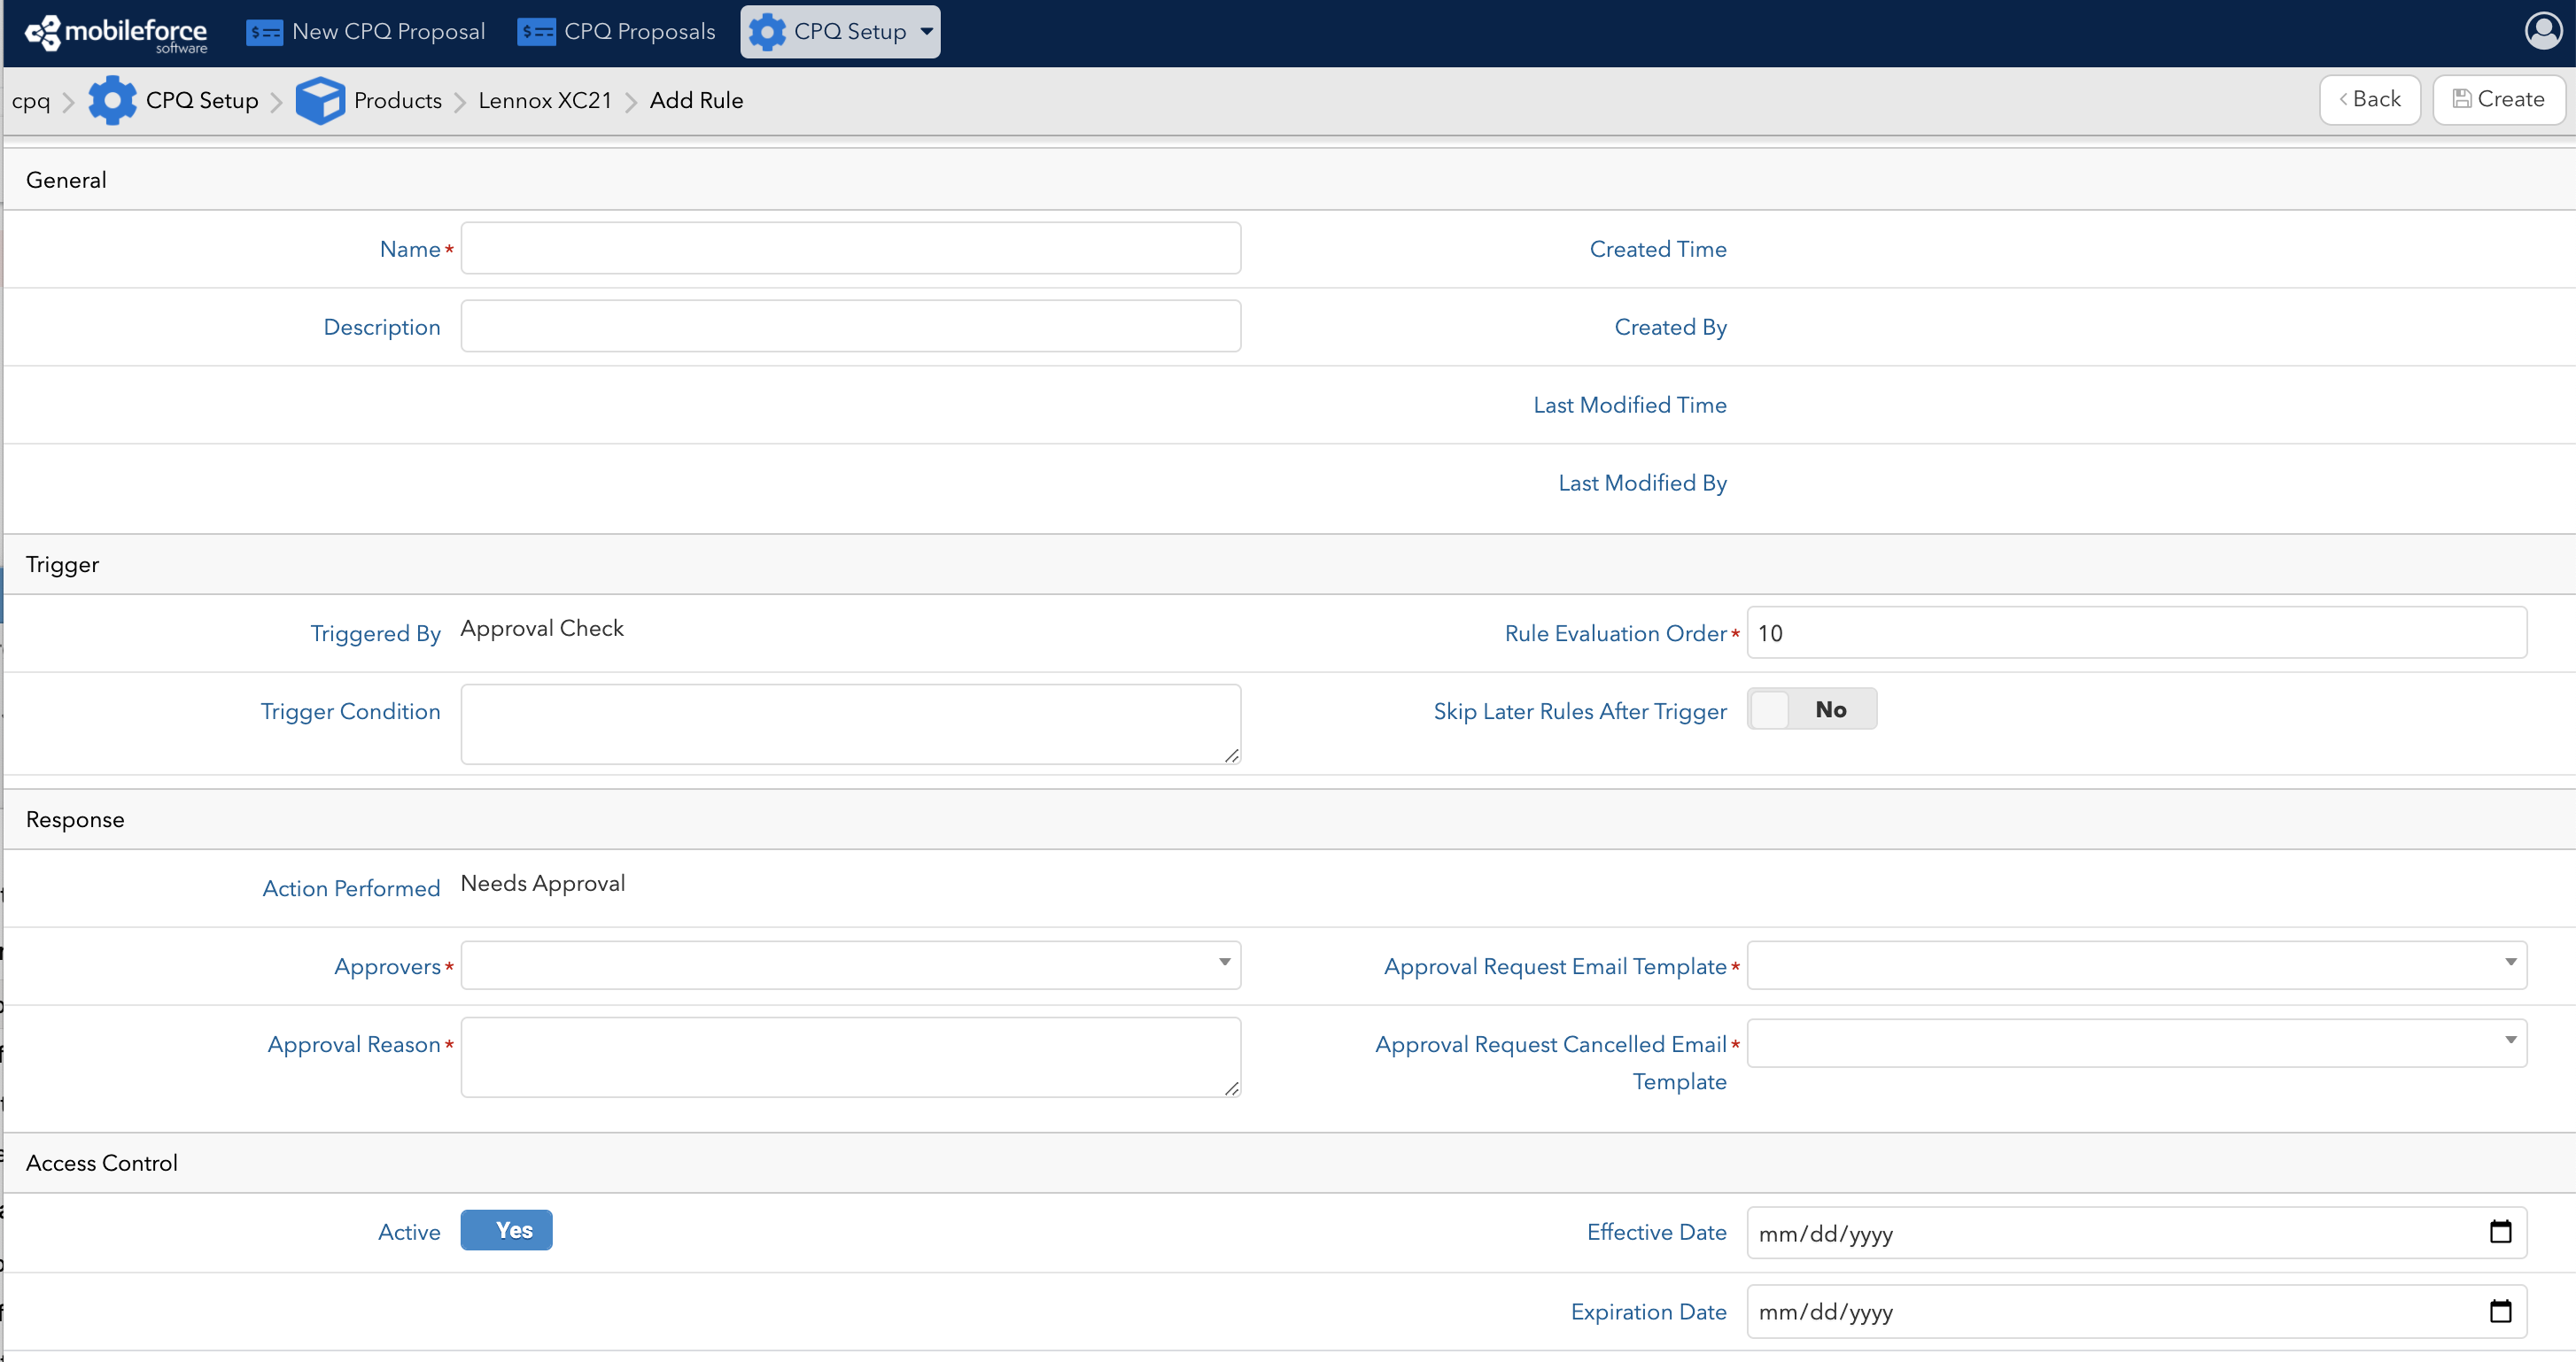 mobileforce
software
New CPQ Proposal
CPQ Proposals
CPQ Setup
cpq
CPQ Setup
Products
Lennox XC21
Add Rule
Back
Create
General
Name*
Created Time
Description
Created By
Last Modified Time
Last Modified By
Trigger
Triggered By
Approval Check
Rule Evaluation Order*
10
Trigger Condition
Skip Later Rules After Trigger
No
Response
Action Performed
Needs Approval
Approvers*
Approval Request Email Template*
Approval Reason*
Approval Request Cancelled Email*
Template
Access Control
Active
Yes
Effective Date
mm/dd/yyyy
Expiration Date
mm/dd/yyyy